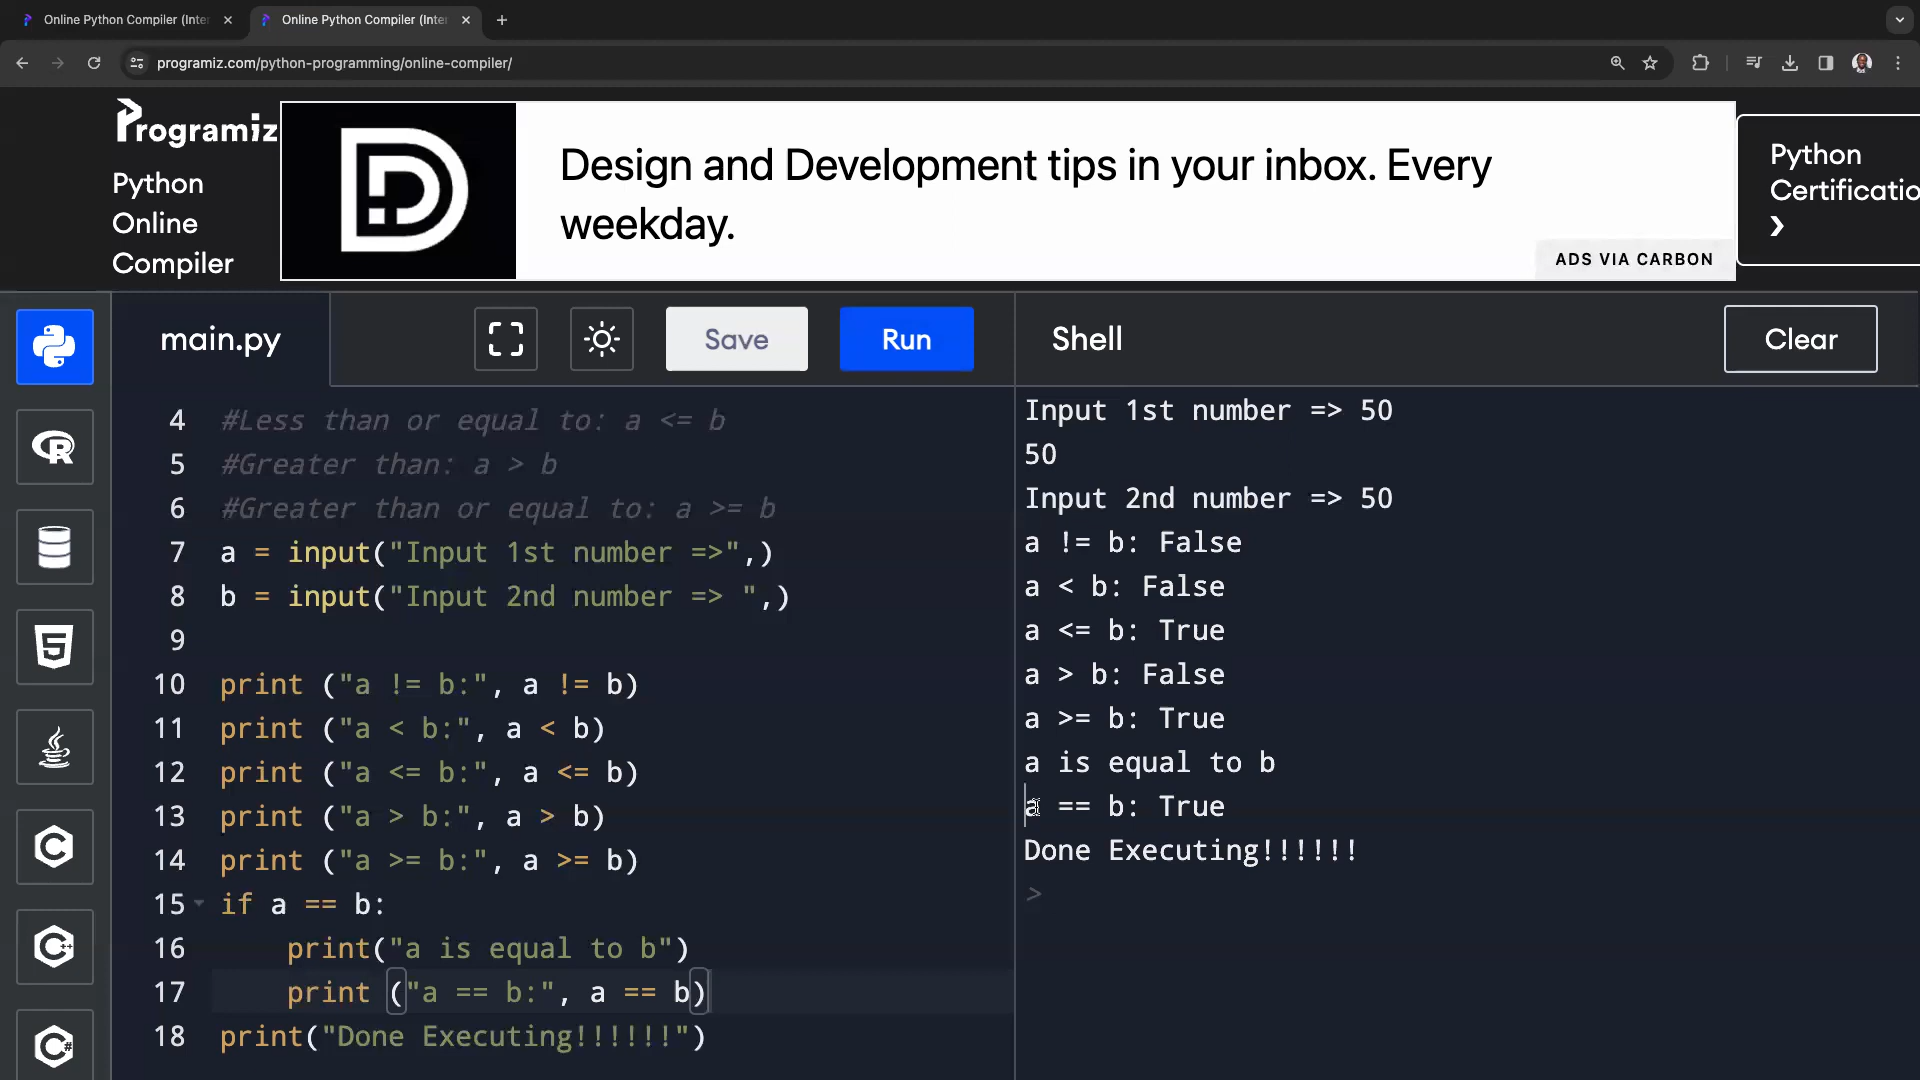 Online Python Compiler (Inte
Online Python Compiler (Inte
programiz.com/python-programming/online-compiler/
Programiz
Python
Online
Compiler
Design and Development tips in your inbox. Every
weekday.
ADS VIA CARBON
Python
Certificatio
main.py
Save
Run
Shell
Clear
4 #Less than or equal to: a <= b
5 #Greater than: a > b
6 #Greater than or equal to: a >= b
7 a = input("Input 1st number =>",)
8 b = input("Input 2nd number => ",)
9
10 print ("a != b:", a != b)
11 print ("a < b:", a < b)
12 print ("a <= b:", a <= b)
13 print ("a > b:", a > b)
14 print ("a >= b:", a >= b)
15 if a == b:
16 print("a is equal to b")
17 print ("a == b:", a == b)
18 print("Done Executing!!!!!!")
Input 1st number => 50
50
Input 2nd number => 50
a != b: False
a < b: False
a <= b: True
a > b: False
a >= b: True
a is equal to b
a == b: True
Done Executing!!!!!!
>